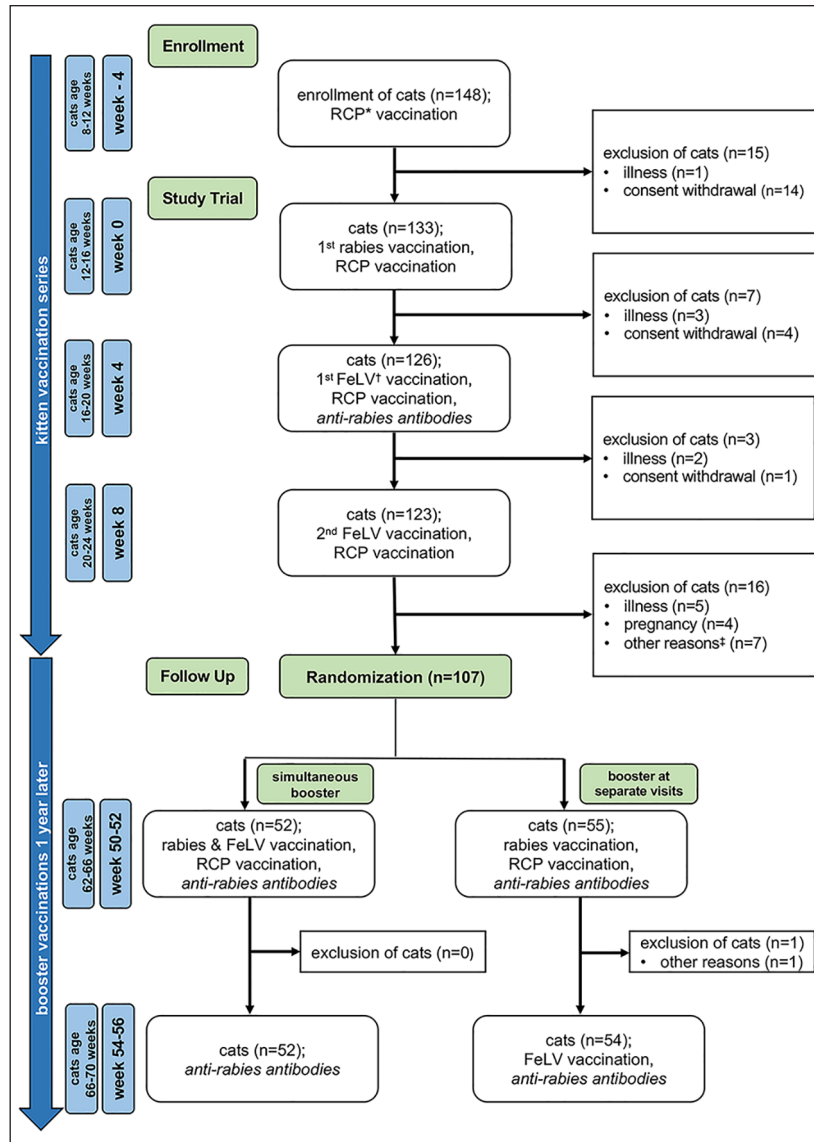 Enrollment
cats age
8-12 weeks
week - 4
enrollment of cats (n=148);
RCP* vaccination
exclusion of cats (n=15)
• illness (n=1)
• consent withdrawal (n=14)
Study Trial
cats age
12-16 weeks
week 0
cats (n=133);
1st rabies vaccination,
RCP vaccination
exclusion of cats (n=7)
• illness (n=3)
• consent withdrawal (n=4)
kitten vaccination series
cats age
16-20 weeks
week 4
cats (n=126);
1st FeLV† vaccination,
RCP vaccination,
anti-rabies antibodies
exclusion of cats (n=3)
• illness (n=2)
• consent withdrawal (n=1)
cats age
20-24 weeks
week 8
cats (n=123);
2nd FeLV vaccination,
RCP vaccination
exclusion of cats (n=16)
• illness (n=5)
• pregnancy (n=4)
• other reasons‡ (n=7)
Follow Up
Randomization (n=107)
simultaneous
booster
booster at
separate visits
booster vaccinations 1 year later
cats age
62-66 weeks
week 50-52
cats (n=52);
rabies & FeLV vaccination,
RCP vaccination,
anti-rabies antibodies
cats (n=55);
rabies vaccination,
RCP vaccination,
anti-rabies antibodies
exclusion of cats (n=0)
exclusion of cats (n=1)
• other reasons (n=1)
cats age
66-70 weeks
week 54-56
cats (n=52);
anti-rabies antibodies
cats (n=54);
FeLV vaccination,
anti-rabies antibodies